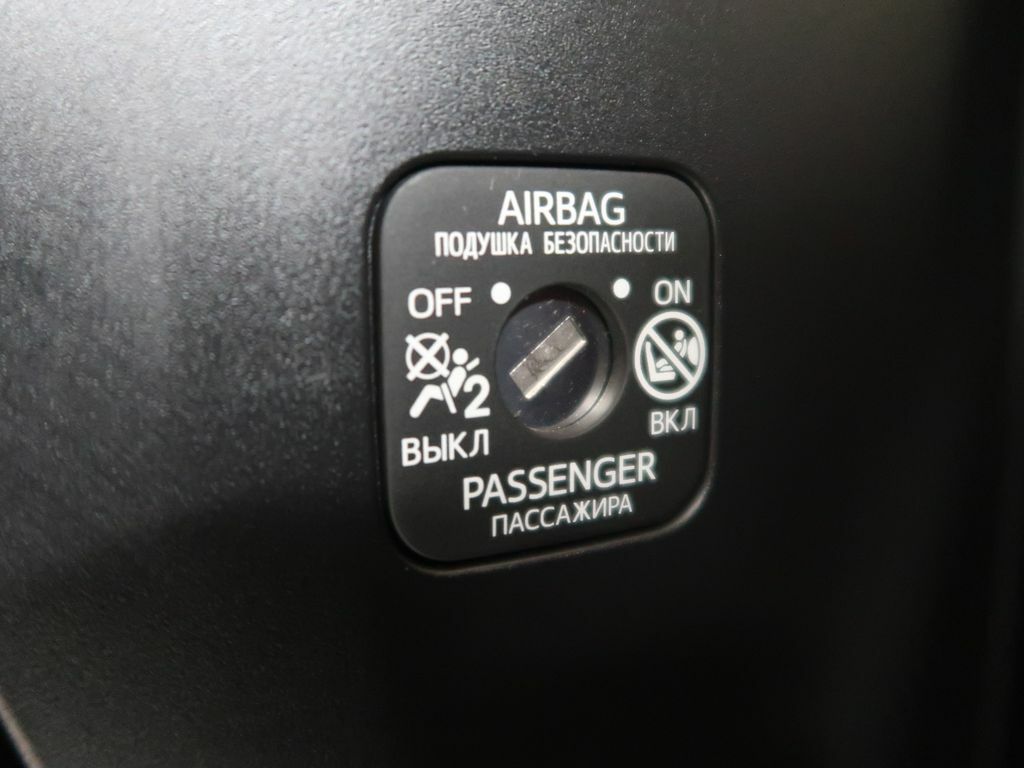 AIRBAG
ПОДУШКА БЕЗОПАСНОСТИ
OFF ON
2
ВЫКЛ ВКЛ
PASSENGER
ПАССАЖИРА